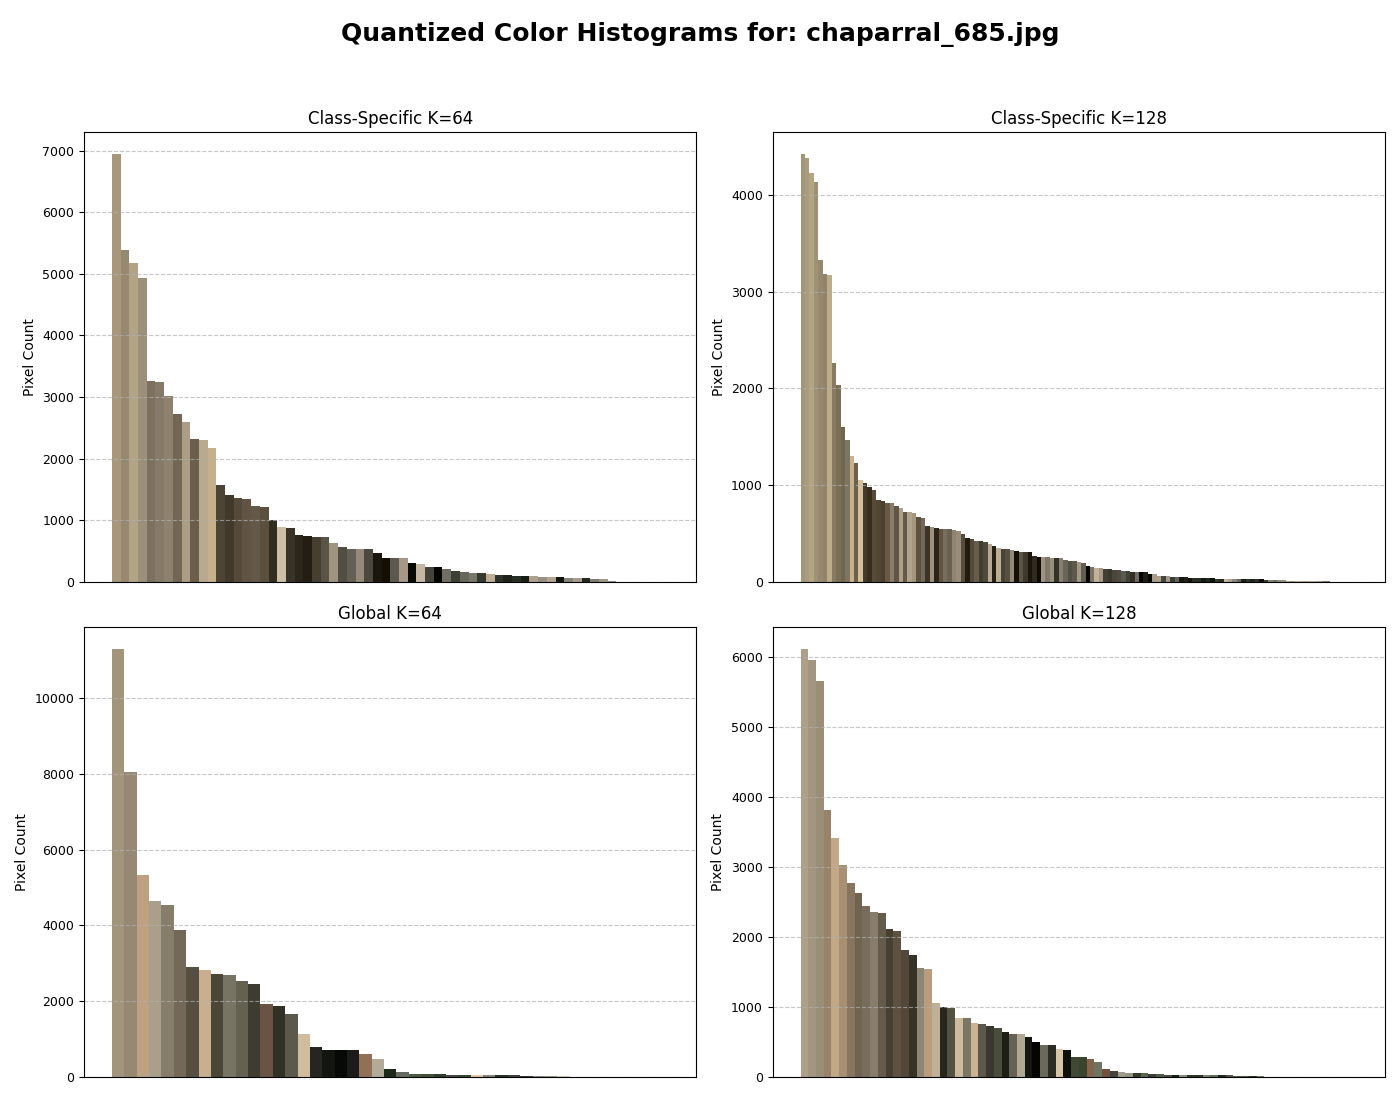 Quantized Color Histograms for: chaparral_685.jpg
Class-Specific K=64
7000
6000
5000
4000
3000
2000
1000
0
Pixel Count
Class-Specific K=128
4000
3000
2000
1000
0
Pixel Count
Global K=64
10000
8000
6000
4000
2000
0
Pixel Count
Global K=128
6000
5000
4000
3000
2000
1000
0
Pixel Count